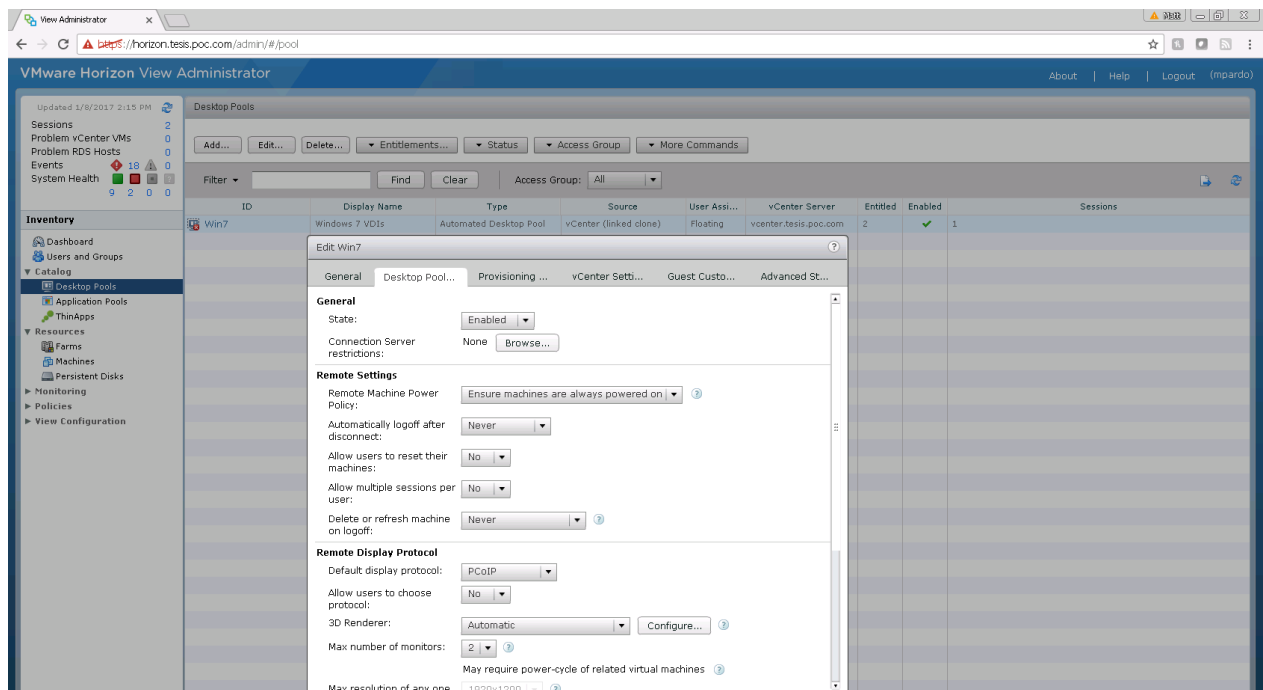 View Administrator
Matt
https://horizon.tesis.poc.com/admin/#/pool
VMware Horizon View Administrator
About | Help | Logout (mpardo)
Updated 1/8/2017 2:15 PM
Sessions 2
Problem vCenter VMs 0
Problem RDS Hosts 0
Events 18 0
System Health
9 2 0 0
Inventory
Dashboard
Users and Groups
Catalog
Desktop Pools
Application Pools
ThinApps
Resources
Farms
Machines
Persistent Disks
Monitoring
Policies
View Configuration
Desktop Pools
Add... Edit... Delete... Entitlements... Status Access Group More Commands
Filter Find Clear Access Group: All
ID Display Name Type Source User Assi... vCenter Server Entitled Enabled Sessions
Win7 Windows 7 VDIs Automated Desktop Pool vCenter (linked clone) Floating vcenter.tesis.poc.com 2 1
Edit Win7 ?
General Desktop Pool... Provisioning ... vCenter Setti... Guest Custo... Advanced St...
General
State: Enabled
Connection Server restrictions: None Browse...
Remote Settings
Remote Machine Power Policy: Ensure machines are always powered on ?
Automatically logoff after disconnect: Never
Allow users to reset their machines: No
Allow multiple sessions per user: No
Delete or refresh machine on logoff: Never ?
Remote Display Protocol
Default display protocol: PCoIP
Allow users to choose protocol: No
3D Renderer: Automatic Configure... ?
Max number of monitors: 2 ?
May require power-cycle of related virtual machines ?
Max resolution of any one 1920x1200 ?